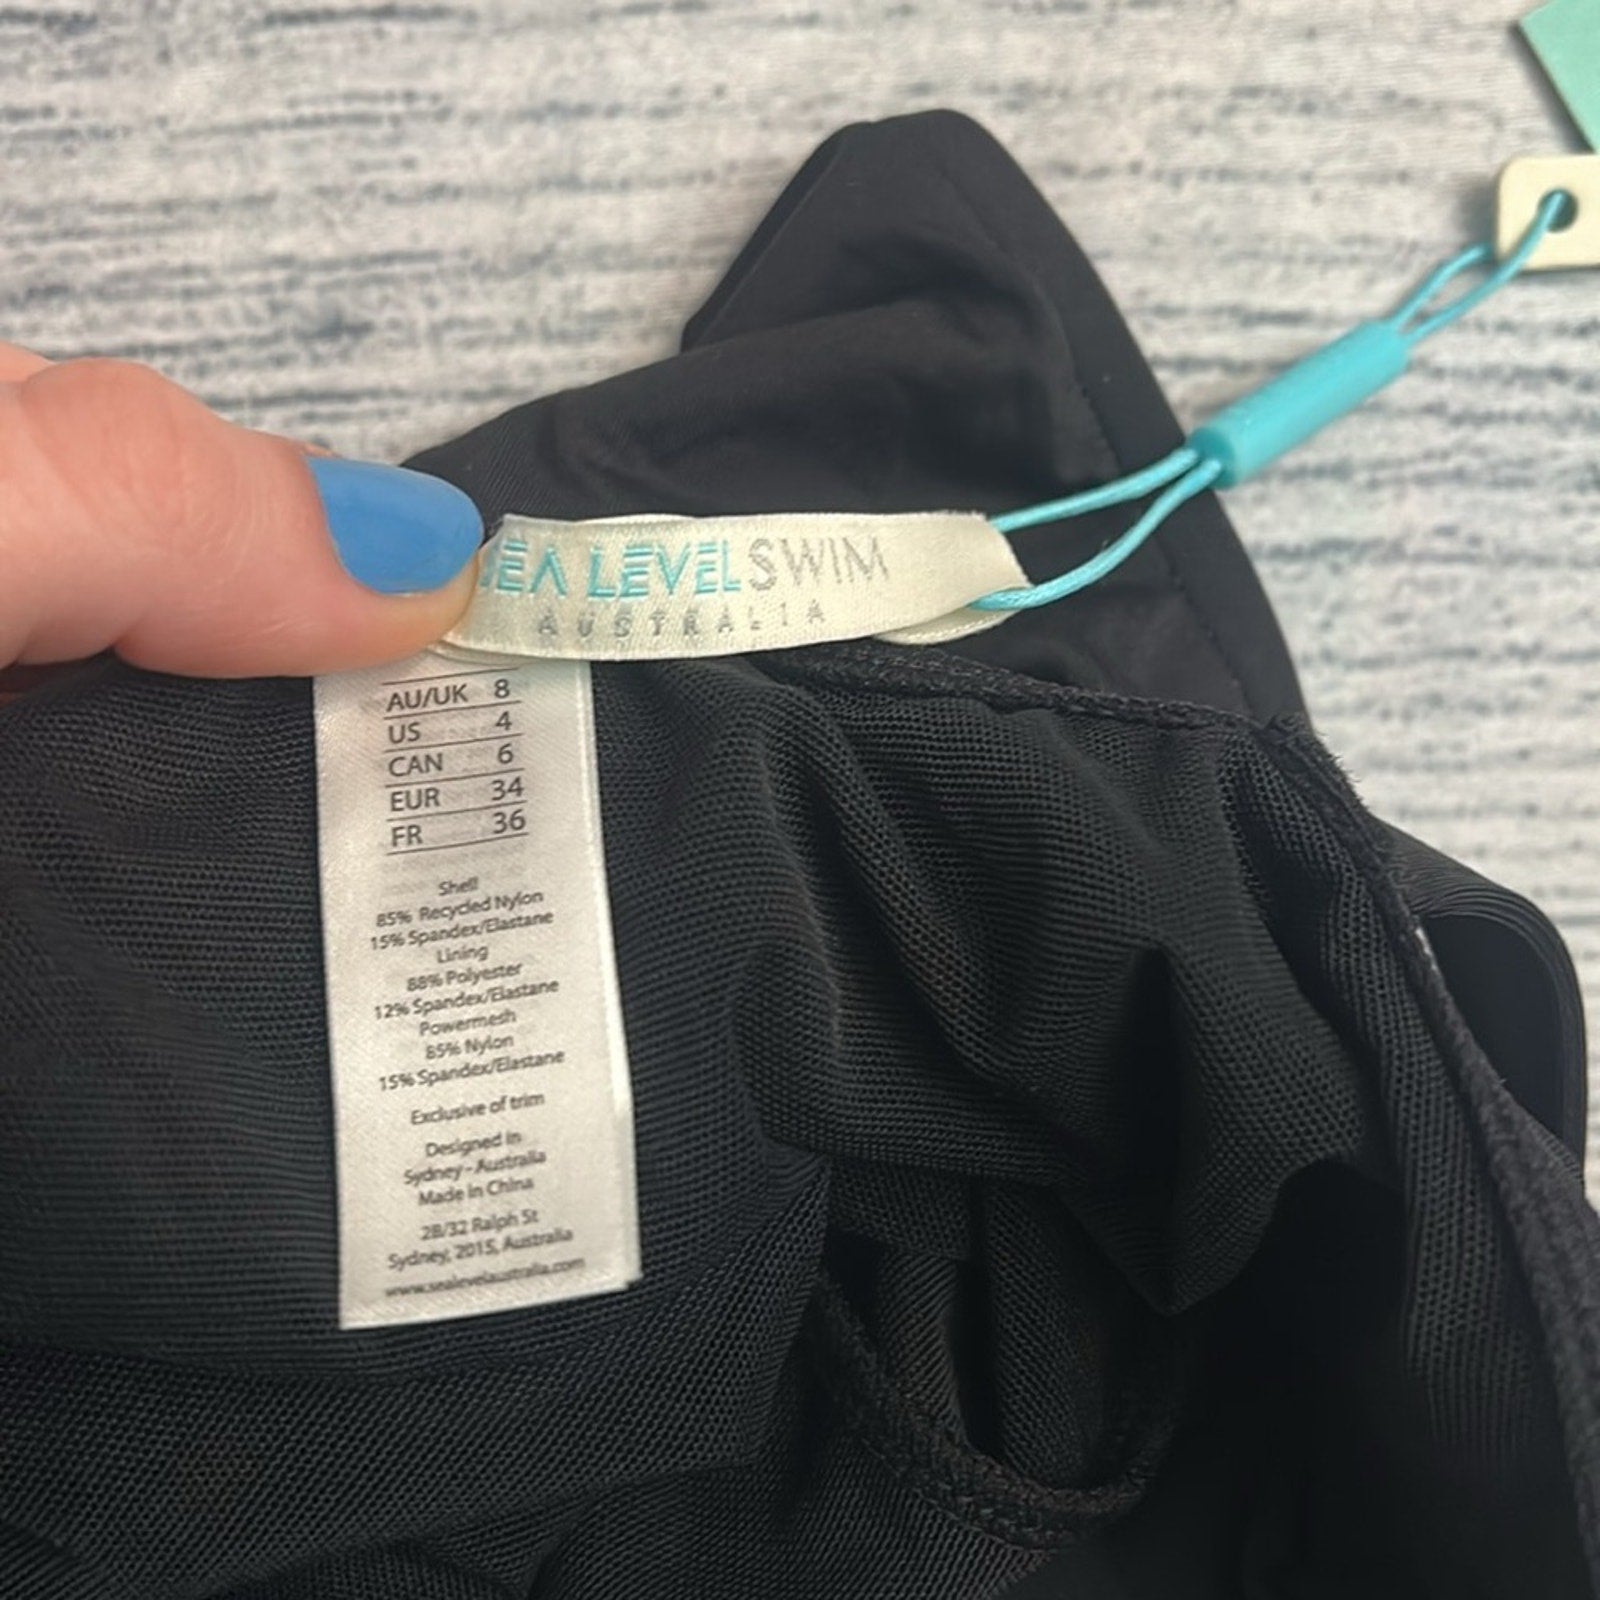 SEA LEVEL SWIM
AUSTRALIA
AU/UK 8
US 4
CAN 6
EUR 34
FR 36
Shell
85% Recycled Nylon
15% Spandex/Elastane
Lining
88% Polyester
12% Spandex/Elastane
Powermesh
85% Nylon
15% Spandex/Elastane
Exclusive of trim
Designed in
Sydney - Australia
Made in China
2B/32 Ralph St
Sydney, 2015, Australia
www.sealevelaustralia.com